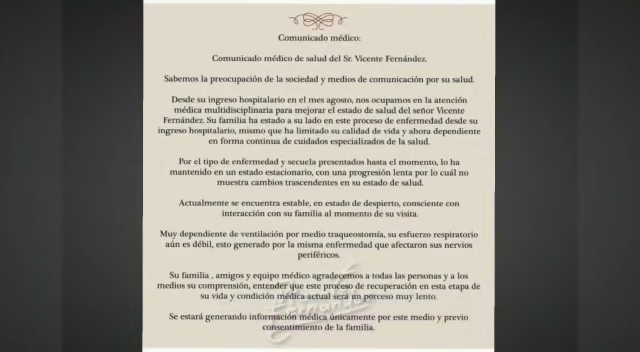 Comunicado médico:
Comunicado médico de salud del Sr. Vicente Fernández.
Sabemos la preocupación de la sociedad y medios de comunicación por su salud.
Desde su ingreso hospitalario en el mes agosto, nos ocupamos en la atención
médica multidisciplinaria para mejorar el estado de salud del señor Vicente
Fernández. Su familia ha estado a su lado en este proceso de enfermedad desde su
ingreso hospitalario, mismo que ha limitado su calidad de vida y ahora dependiente
en forma continua de cuidados especializados de la salud.
Por el tipo de enfermedad y secuela presentados hasta el momento, lo ha
mantenido en un estado estacionario, con una progresión lenta por lo cuál no
muestra cambios trascendentes en su estado de salud.
Actualmente se encuentra estable, en estado de despierto, consciente con
interacción con su familia al momento de su visita.
Muy dependiente de ventilación por medio traqueostomía, su esfuerzo respiratorio
aún es débil, esto generado por la misma enfermedad que afectaron sus nervios
periféricos.
Su familia , amigos y equipo médico agradecemos a todas las personas y a los
medios su comprensión, entender que este proceso de recuperación en esta etapa de
su vida y condición médica actual será un porceso muy lento.
Se estará generando información médica únicamente por este medio y previo
consentimiento de la familia.